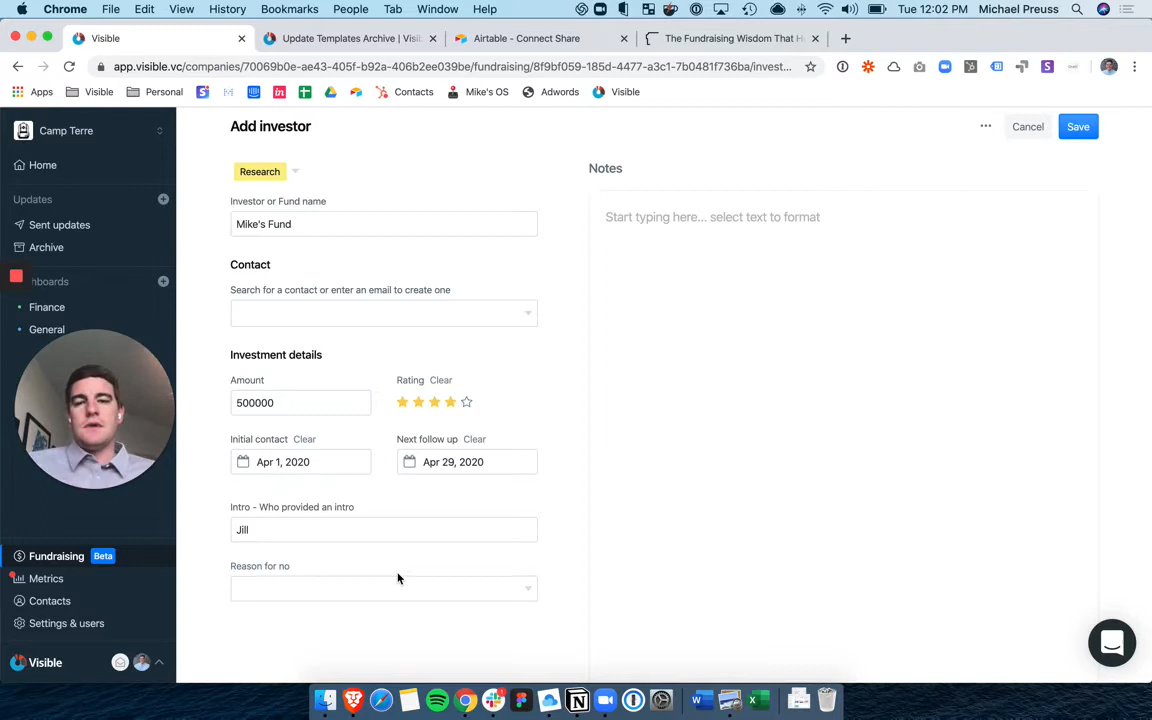 Chrome File Edit View History Bookmarks People Tab Window Help Tue 12:02 PM Michael Preuss
Visible
Update Templates Archive | Visi
Airtable - Connect Share
The Fundraising Wisdom That H
app.visible.vc/companies/70069b0e-ae43-405f-b92a-406b2ee039be/fundraising/8f9bf059-185d-4477-a3c1-7b0481f736ba/invest...
Apps Visible Personal Contacts Mike's OS Adwords Visible
Camp Terre
Home
Updates
Sent updates
Archive
hboards
Finance
General
Fundraising Beta
Metrics
Contacts
Settings & users
Visible
Add investor
Cancel
Save
Research
Investor or Fund name
Mike's Fund
Contact
Search for a contact or enter an email to create one
Investment details
Amount
500000
Rating Clear
Initial contact Clear
Apr 1, 2020
Next follow up Clear
Apr 29, 2020
Intro - Who provided an intro
Jill
Reason for no
Notes
Start typing here... select text to format